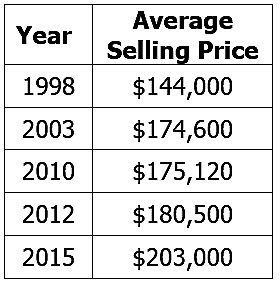 Year Average
Selling Price
1998 $144,000
2003 $174,600
2010 $175,120
2012 $180,500
2015 $203,000